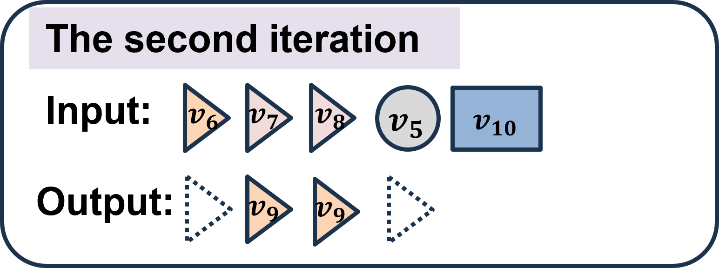 The second iteration
Input: v₆ v₇ v₈ v₅ v₁₀
Output: v₉ v₉